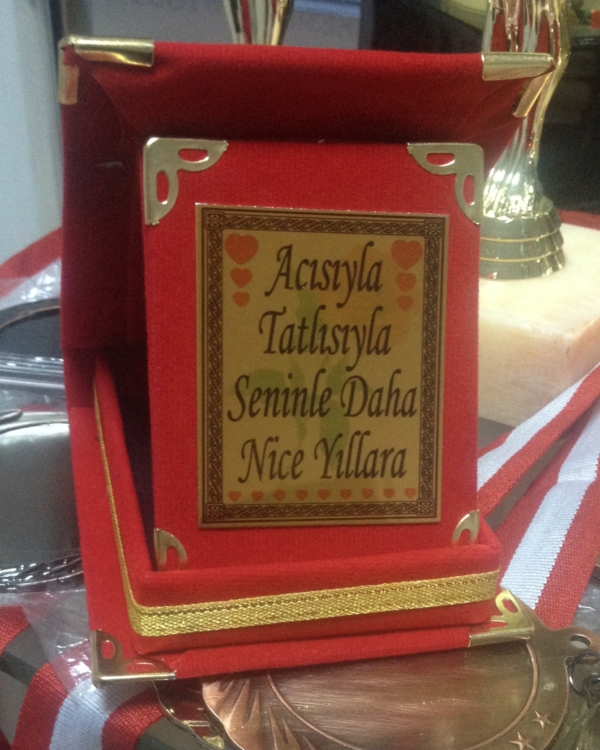 Acısıyla
Tatlısıyla
Seninle Daha
Nice Yıllara